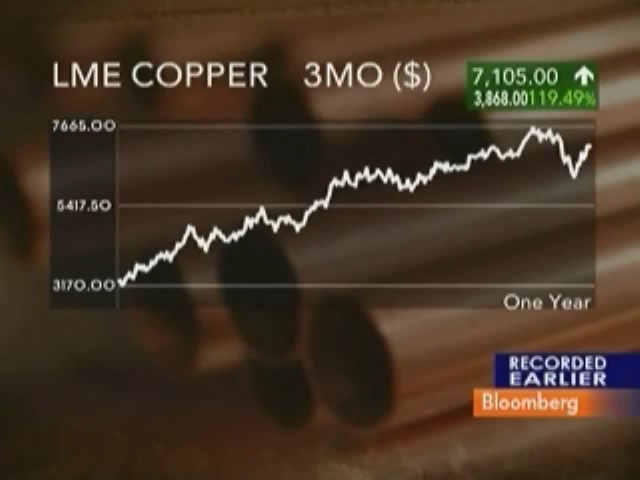 LME COPPER 3MO ($)
7,105.00
3,868.00 119.49%
7665.00
5417.50
3170.00
One Year
RECORDED
EARLIER
Bloomberg